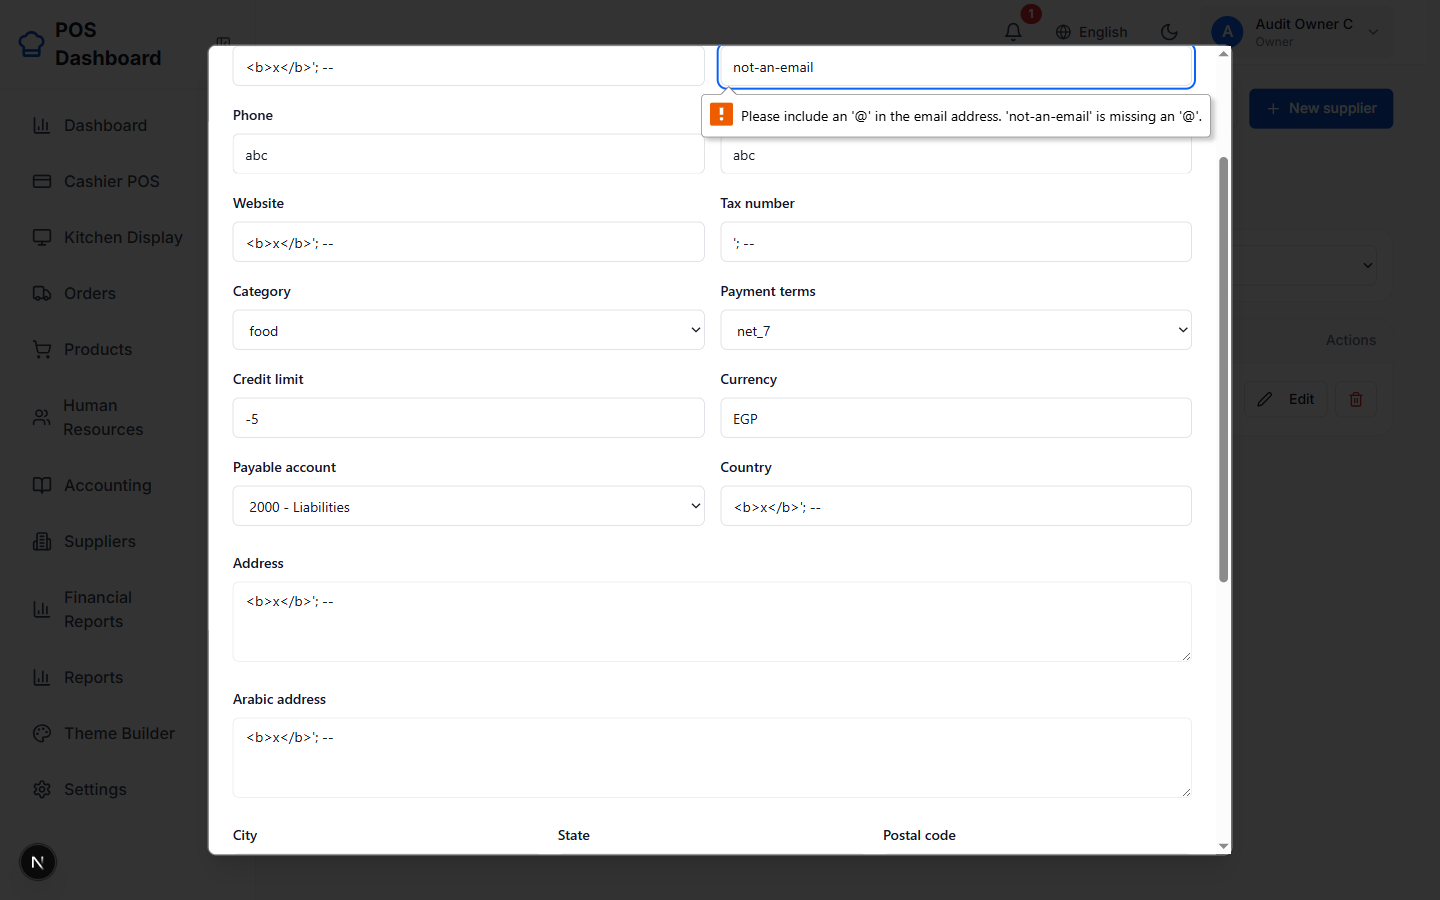 POS
Dashboard
1
English
A
Audit Owner C
Owner
Dashboard
Cashier POS
Kitchen Display
Orders
Products
Human
Resources
Accounting
Suppliers
Financial
Reports
Reports
Theme Builder
Settings
N
+ New supplier
Actions
Edit
<b>x</b>'; --
not-an-email
! Please include an '@' in the email address. 'not-an-email' is missing an '@'.
Phone
abc
abc
Website
Tax number
<b>x</b>'; --
'; --
Category
Payment terms
food
net_7
Credit limit
Currency
-5
EGP
Payable account
Country
2000 - Liabilities
<b>x</b>'; --
Address
<b>x</b>'; --
Arabic address
<b>x</b>'; --
City
State
Postal code